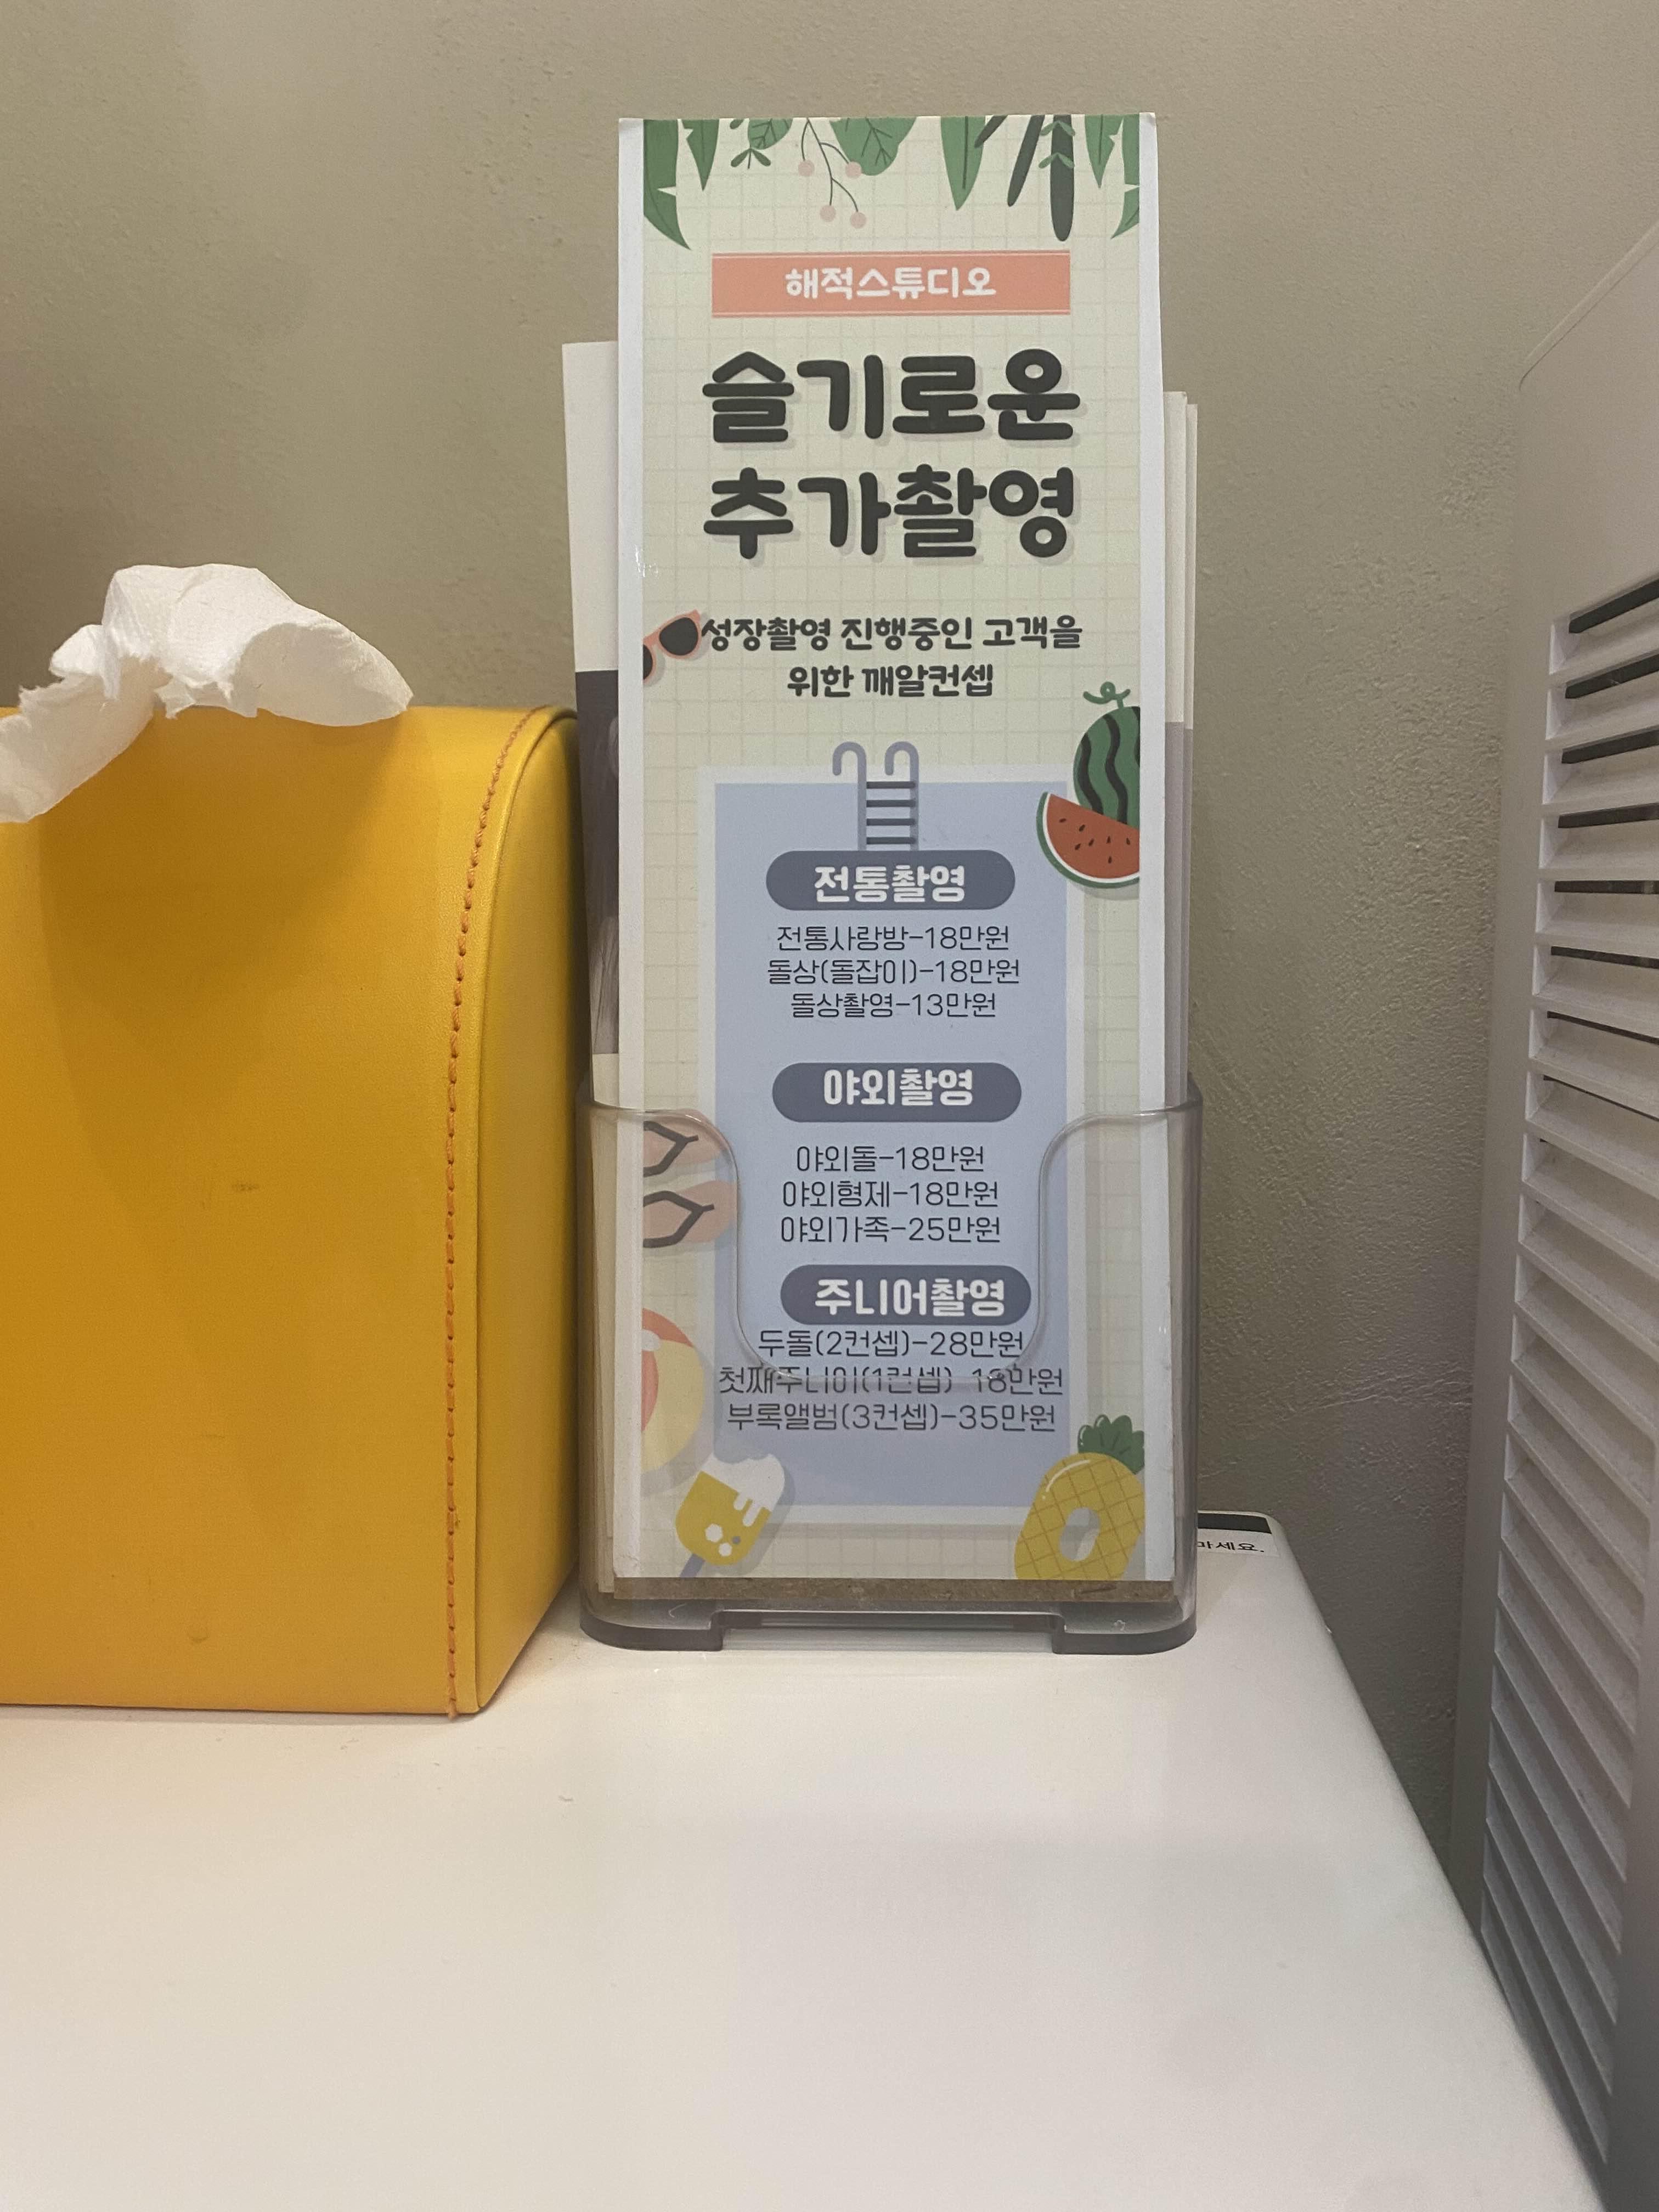 해적스튜디오
슬기로운
추가촬영
성장촬영 진행중인 고객을
위한 깨알컨셉
전통촬영
전통사랑방-18만원
돌상(돌잡이)-18만원
돌상촬영-13만원
야외촬영
야외돌-18만원
야외형제-18만원
야외가족-25만원
주니어촬영
두돌(2컨셉)-28만원
첫째주니어(1컨셉)-18만원
부록앨범(3컨셉)-35만원
마세요.